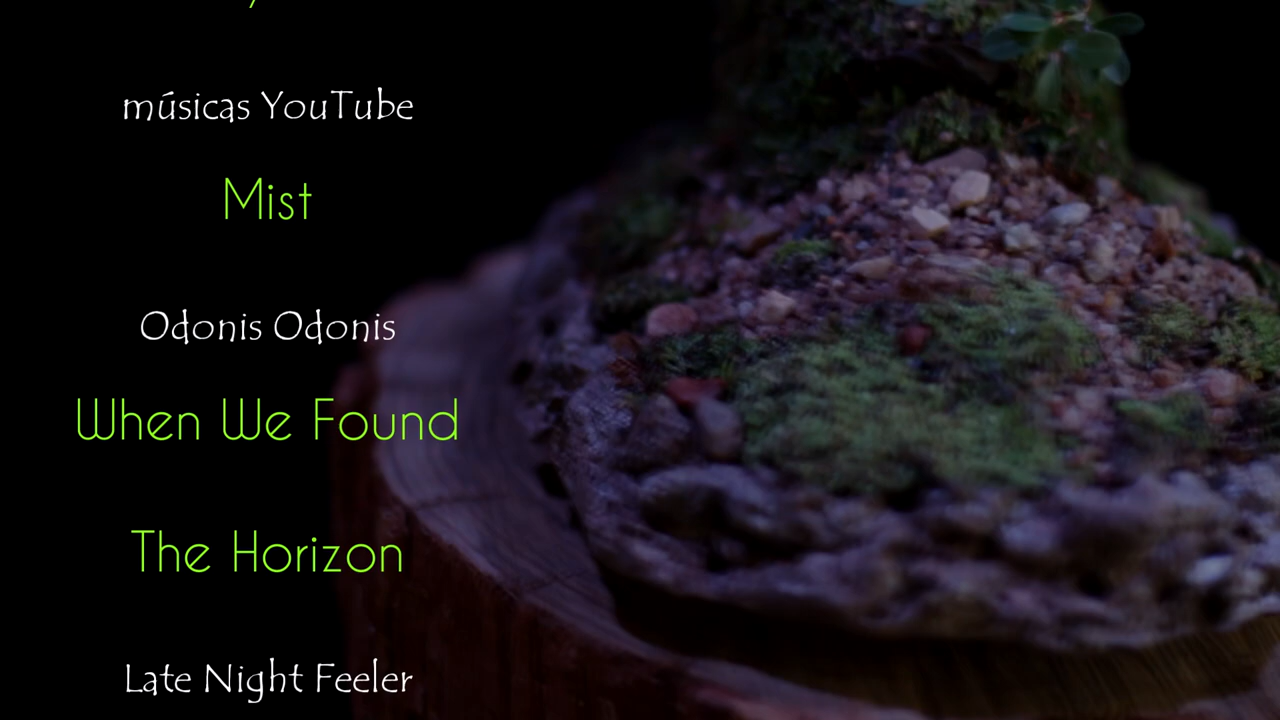 músicas YouTube
Mist
Odonis Odonis
When We Found
The Horizon
Late Night Feeler